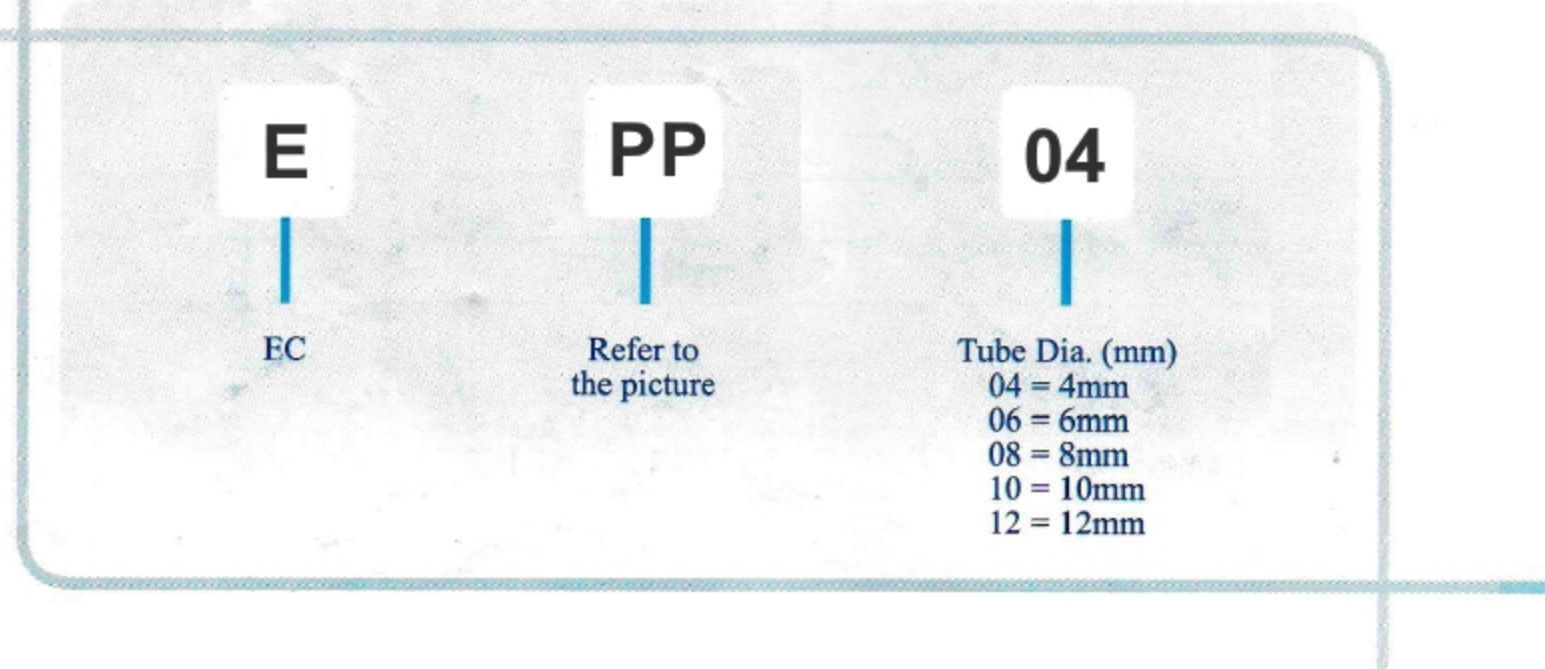 E PP 04
EC
Refer to
the picture
Tube Dia. (mm)
04 = 4mm
06 = 6mm
08 = 8mm
10 = 10mm
12 = 12mm